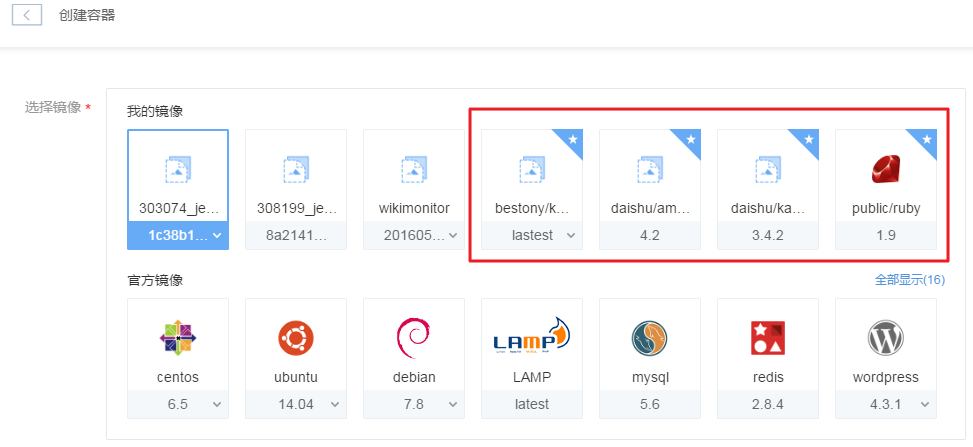 创建容器
选择镜像 *
我的镜像
303074_je... 308199_je... wikimonitor bestony/k... daishu/am... daishu/ka... public/ruby
1c38b1... 8a2141... 201605... lastest 4.2 3.4.2 1.9
官方镜像 全部显示(16)
LAMP
centos ubuntu debian LAMP mysql redis wordpress
6.5 14.04 7.8 latest 5.6 2.8.4 4.3.1